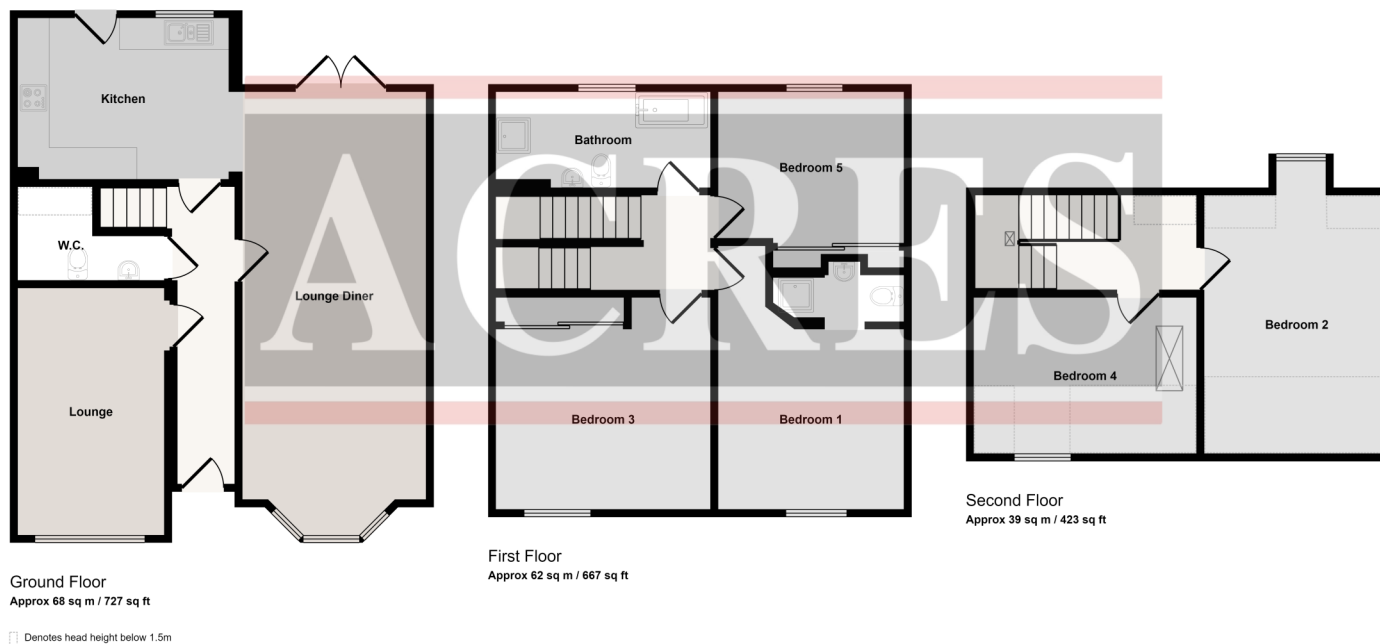 Kitchen
W.C.
Lounge Diner
Lounge
Ground Floor
Approx 68 sq m / 727 sq ft
Denotes head height below 1.5m
ACRES
Bathroom
Bedroom 5
Bedroom 3
Bedroom 1
First Floor
Approx 62 sq m / 667 sq ft
Bedroom 2
Bedroom 4
Second Floor
Approx 39 sq m / 423 sq ft